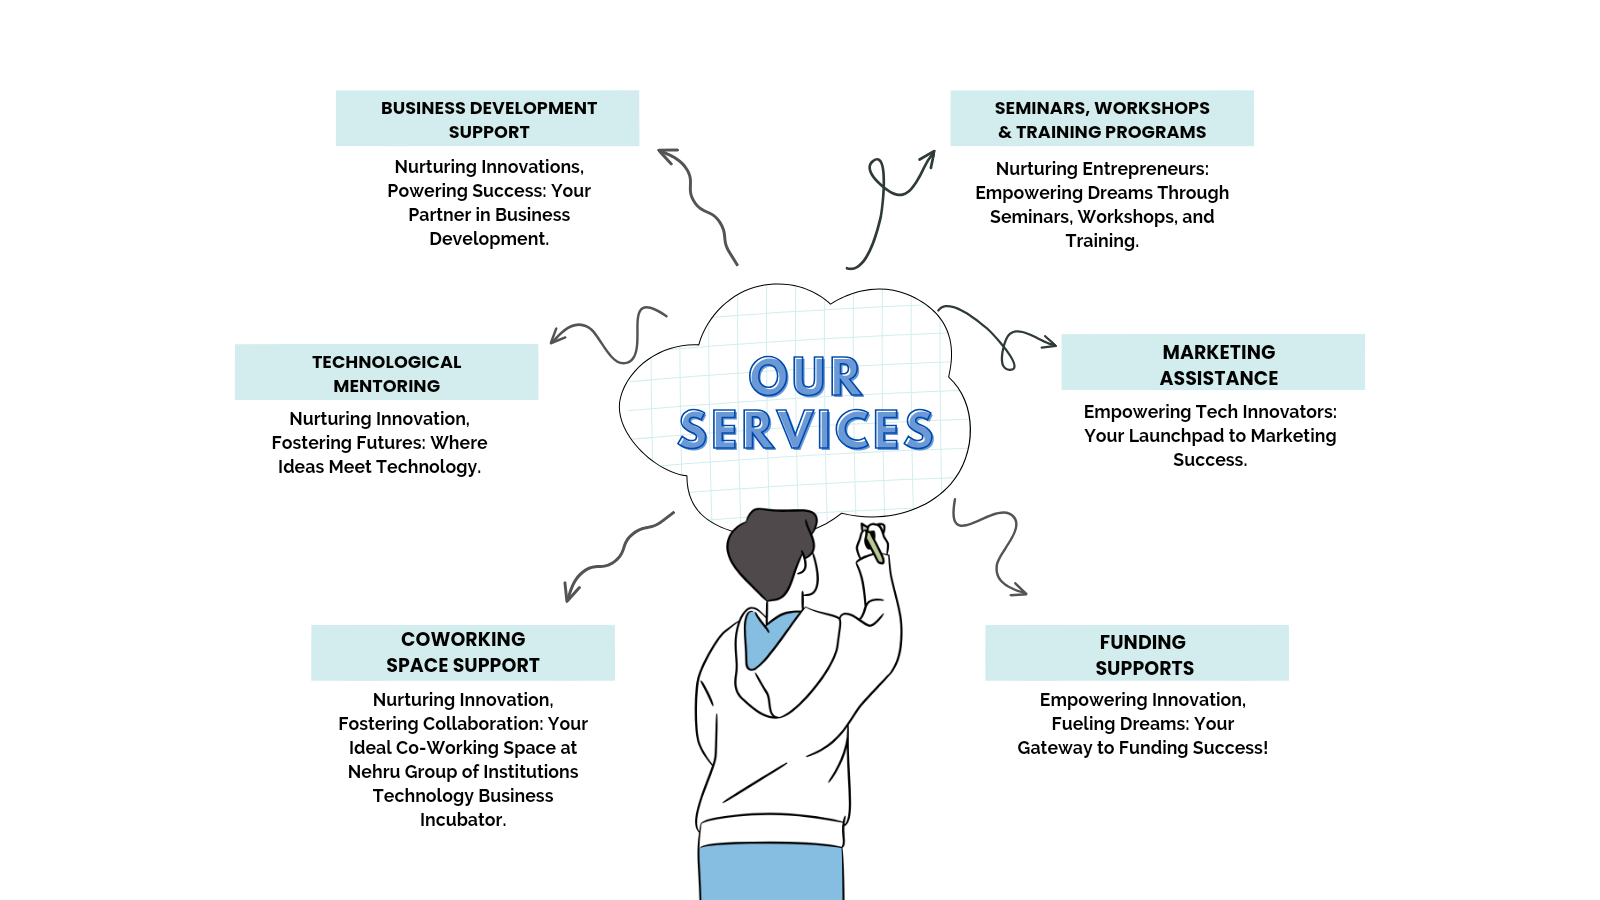 BUSINESS DEVELOPMENT
SUPPORT
Nurturing Innovations,
Powering Success: Your
Partner in Business
Development.
SEMINARS, WORKSHOPS
& TRAINING PROGRAMS
Nurturing Entrepreneurs:
Empowering Dreams Through
Seminars, Workshops, and
Training.
TECHNOLOGICAL
MENTORING
Nurturing Innovation,
Fostering Futures: Where
Ideas Meet Technology.
OUR
SERVICES
MARKETING
ASSISTANCE
Empowering Tech Innovators:
Your Launchpad to Marketing
Success.
COWORKING
SPACE SUPPORT
Nurturing Innovation,
Fostering Collaboration: Your
Ideal Co-Working Space at
Nehru Group of Institutions
Technology Business
Incubator.
FUNDING
SUPPORTS
Empowering Innovation,
Fueling Dreams: Your
Gateway to Funding Success!